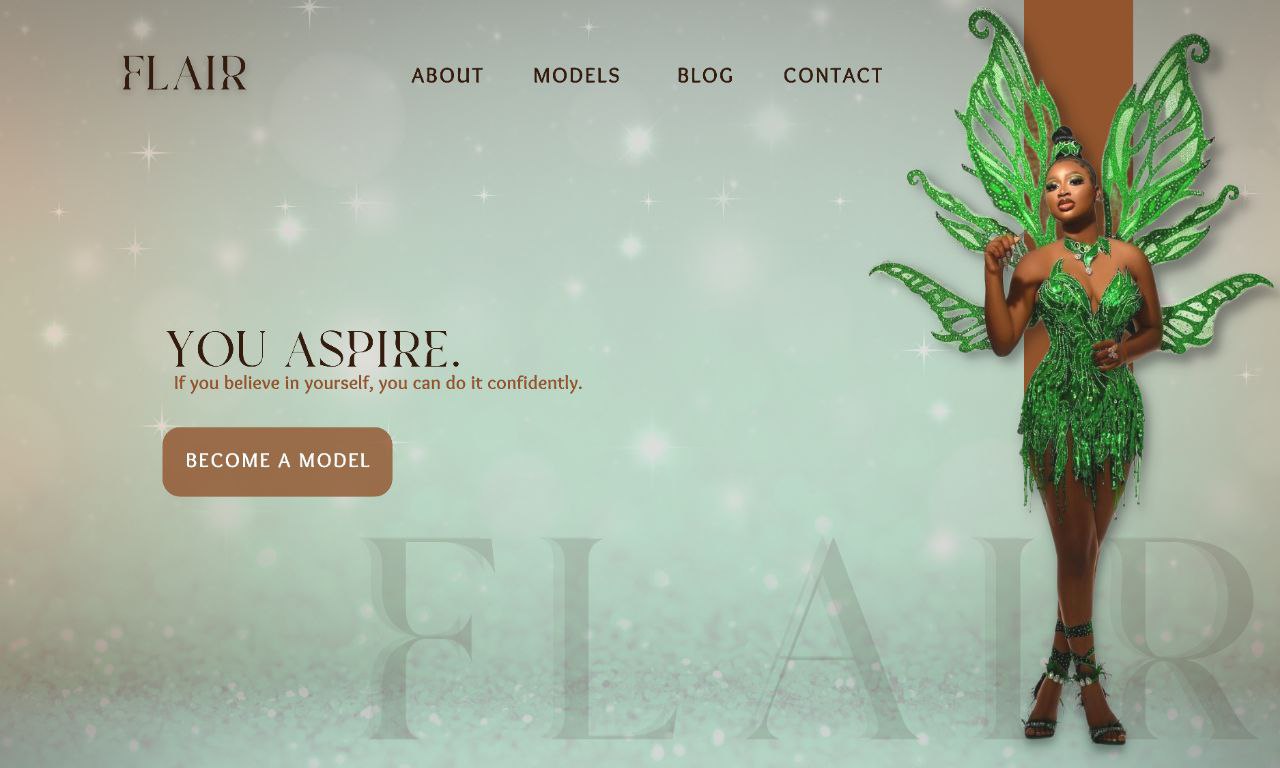 FLAIR
ABOUT MODELS BLOG CONTACT
YOU ASPIRE.
If you believe in yourself, you can do it confidently.
BECOME A MODEL
FLAIR